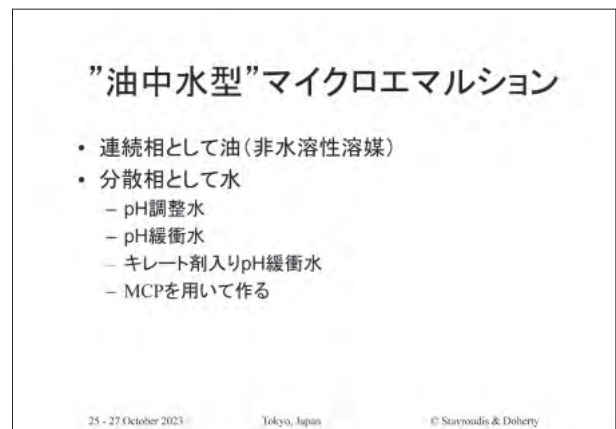 ”油中水型”マイクロエマルション
• 連続相として油(非水溶性溶媒)
• 分散相として水
– pH調整水
– pH緩衝水
– キレート剤入りpH緩衝水
– MCPを用いて作る
25 - 27 October 2023 Tokyo, Japan © Stavroudis & Doherty